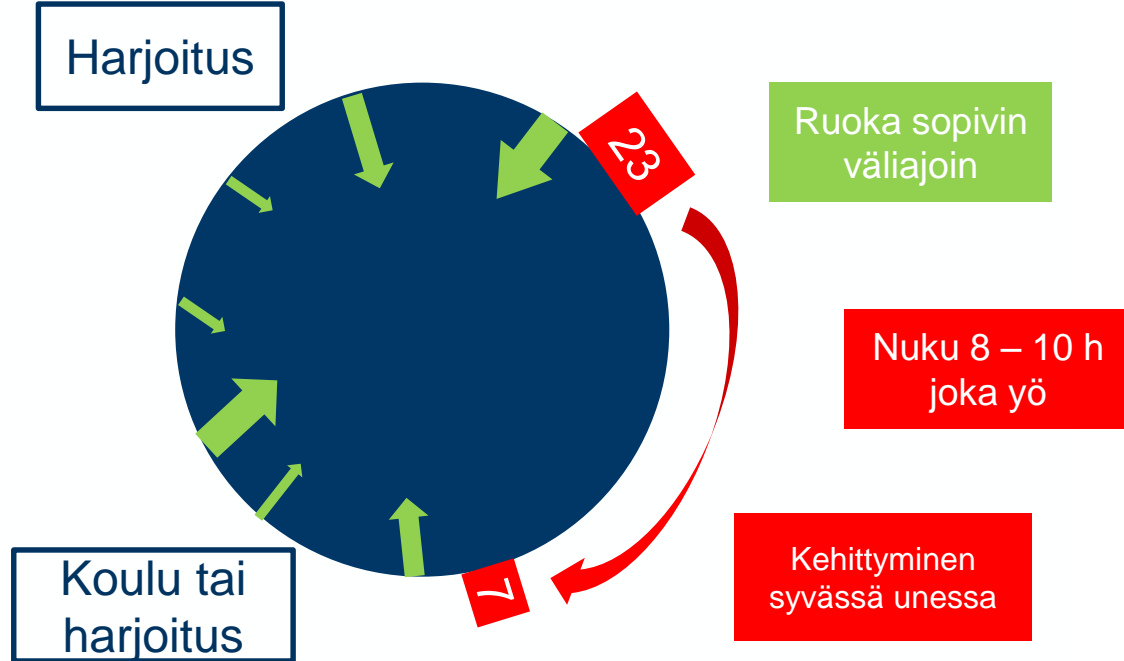 Harjoitus
23
Ruoka sopivin
väliajoin
Nuku 8 – 10 h
joka yö
Kehittyminen
syvässä unessa
7
Koulu tai
harjoitus